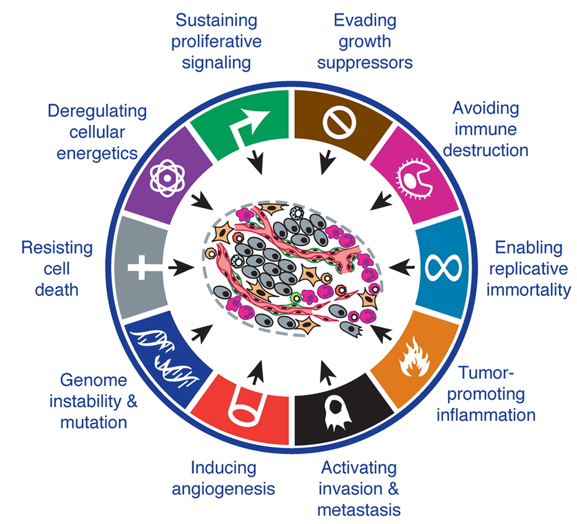 Sustaining
proliferative
signaling
Evading
growth
suppressors
Avoiding
immune
destruction
Enabling
replicative
immortality
Tumor-
promoting
inflammation
Activating
invasion &
metastasis
Inducing
angiogenesis
Genome
instability &
mutation
Resisting
cell
death
Deregulating
cellular
energetics